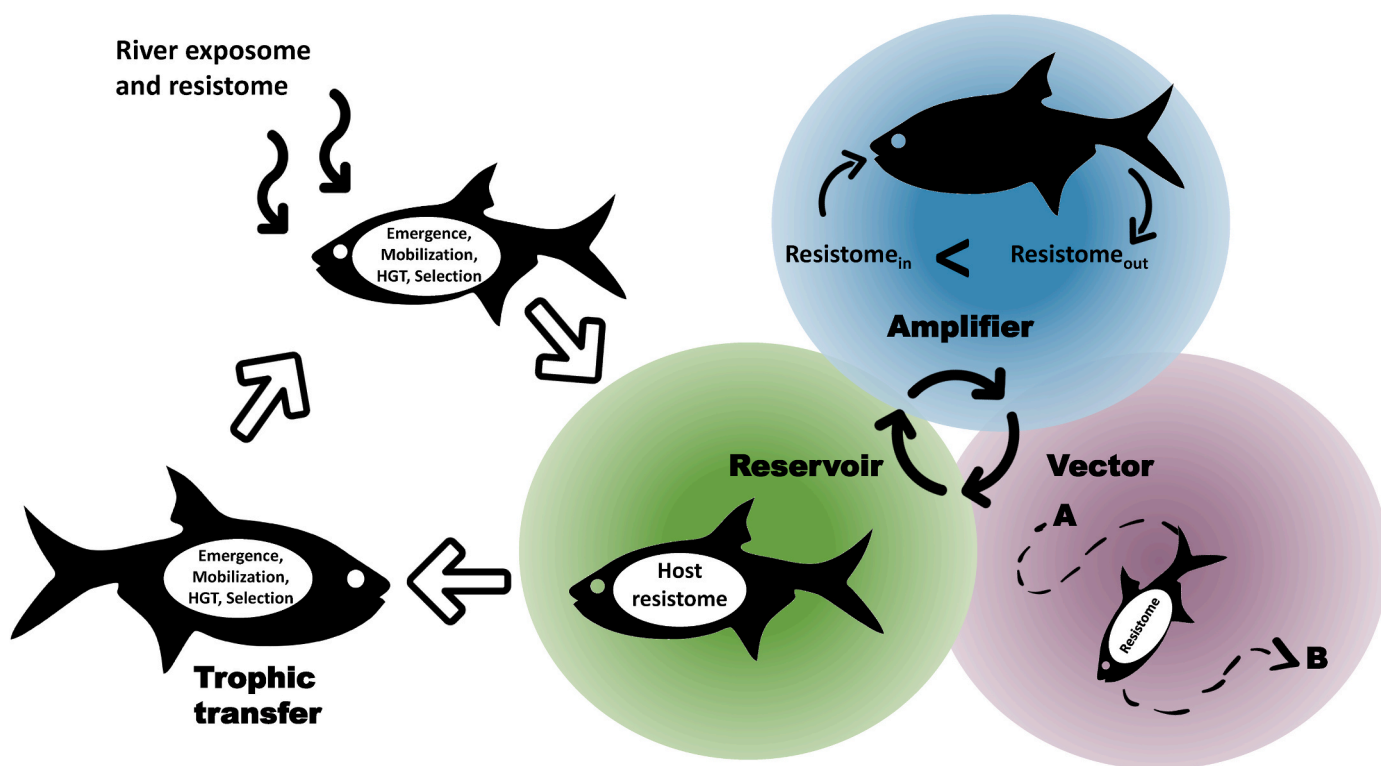 River exposome
and resistome
Emergence,
Mobilization,
HGT, Selection
Resistome_in < Resistome_out
Amplifier
Reservoir
Vector
A
Resistome
B
Host
resistome
Emergence,
Mobilization,
HGT, Selection
Trophic
transfer